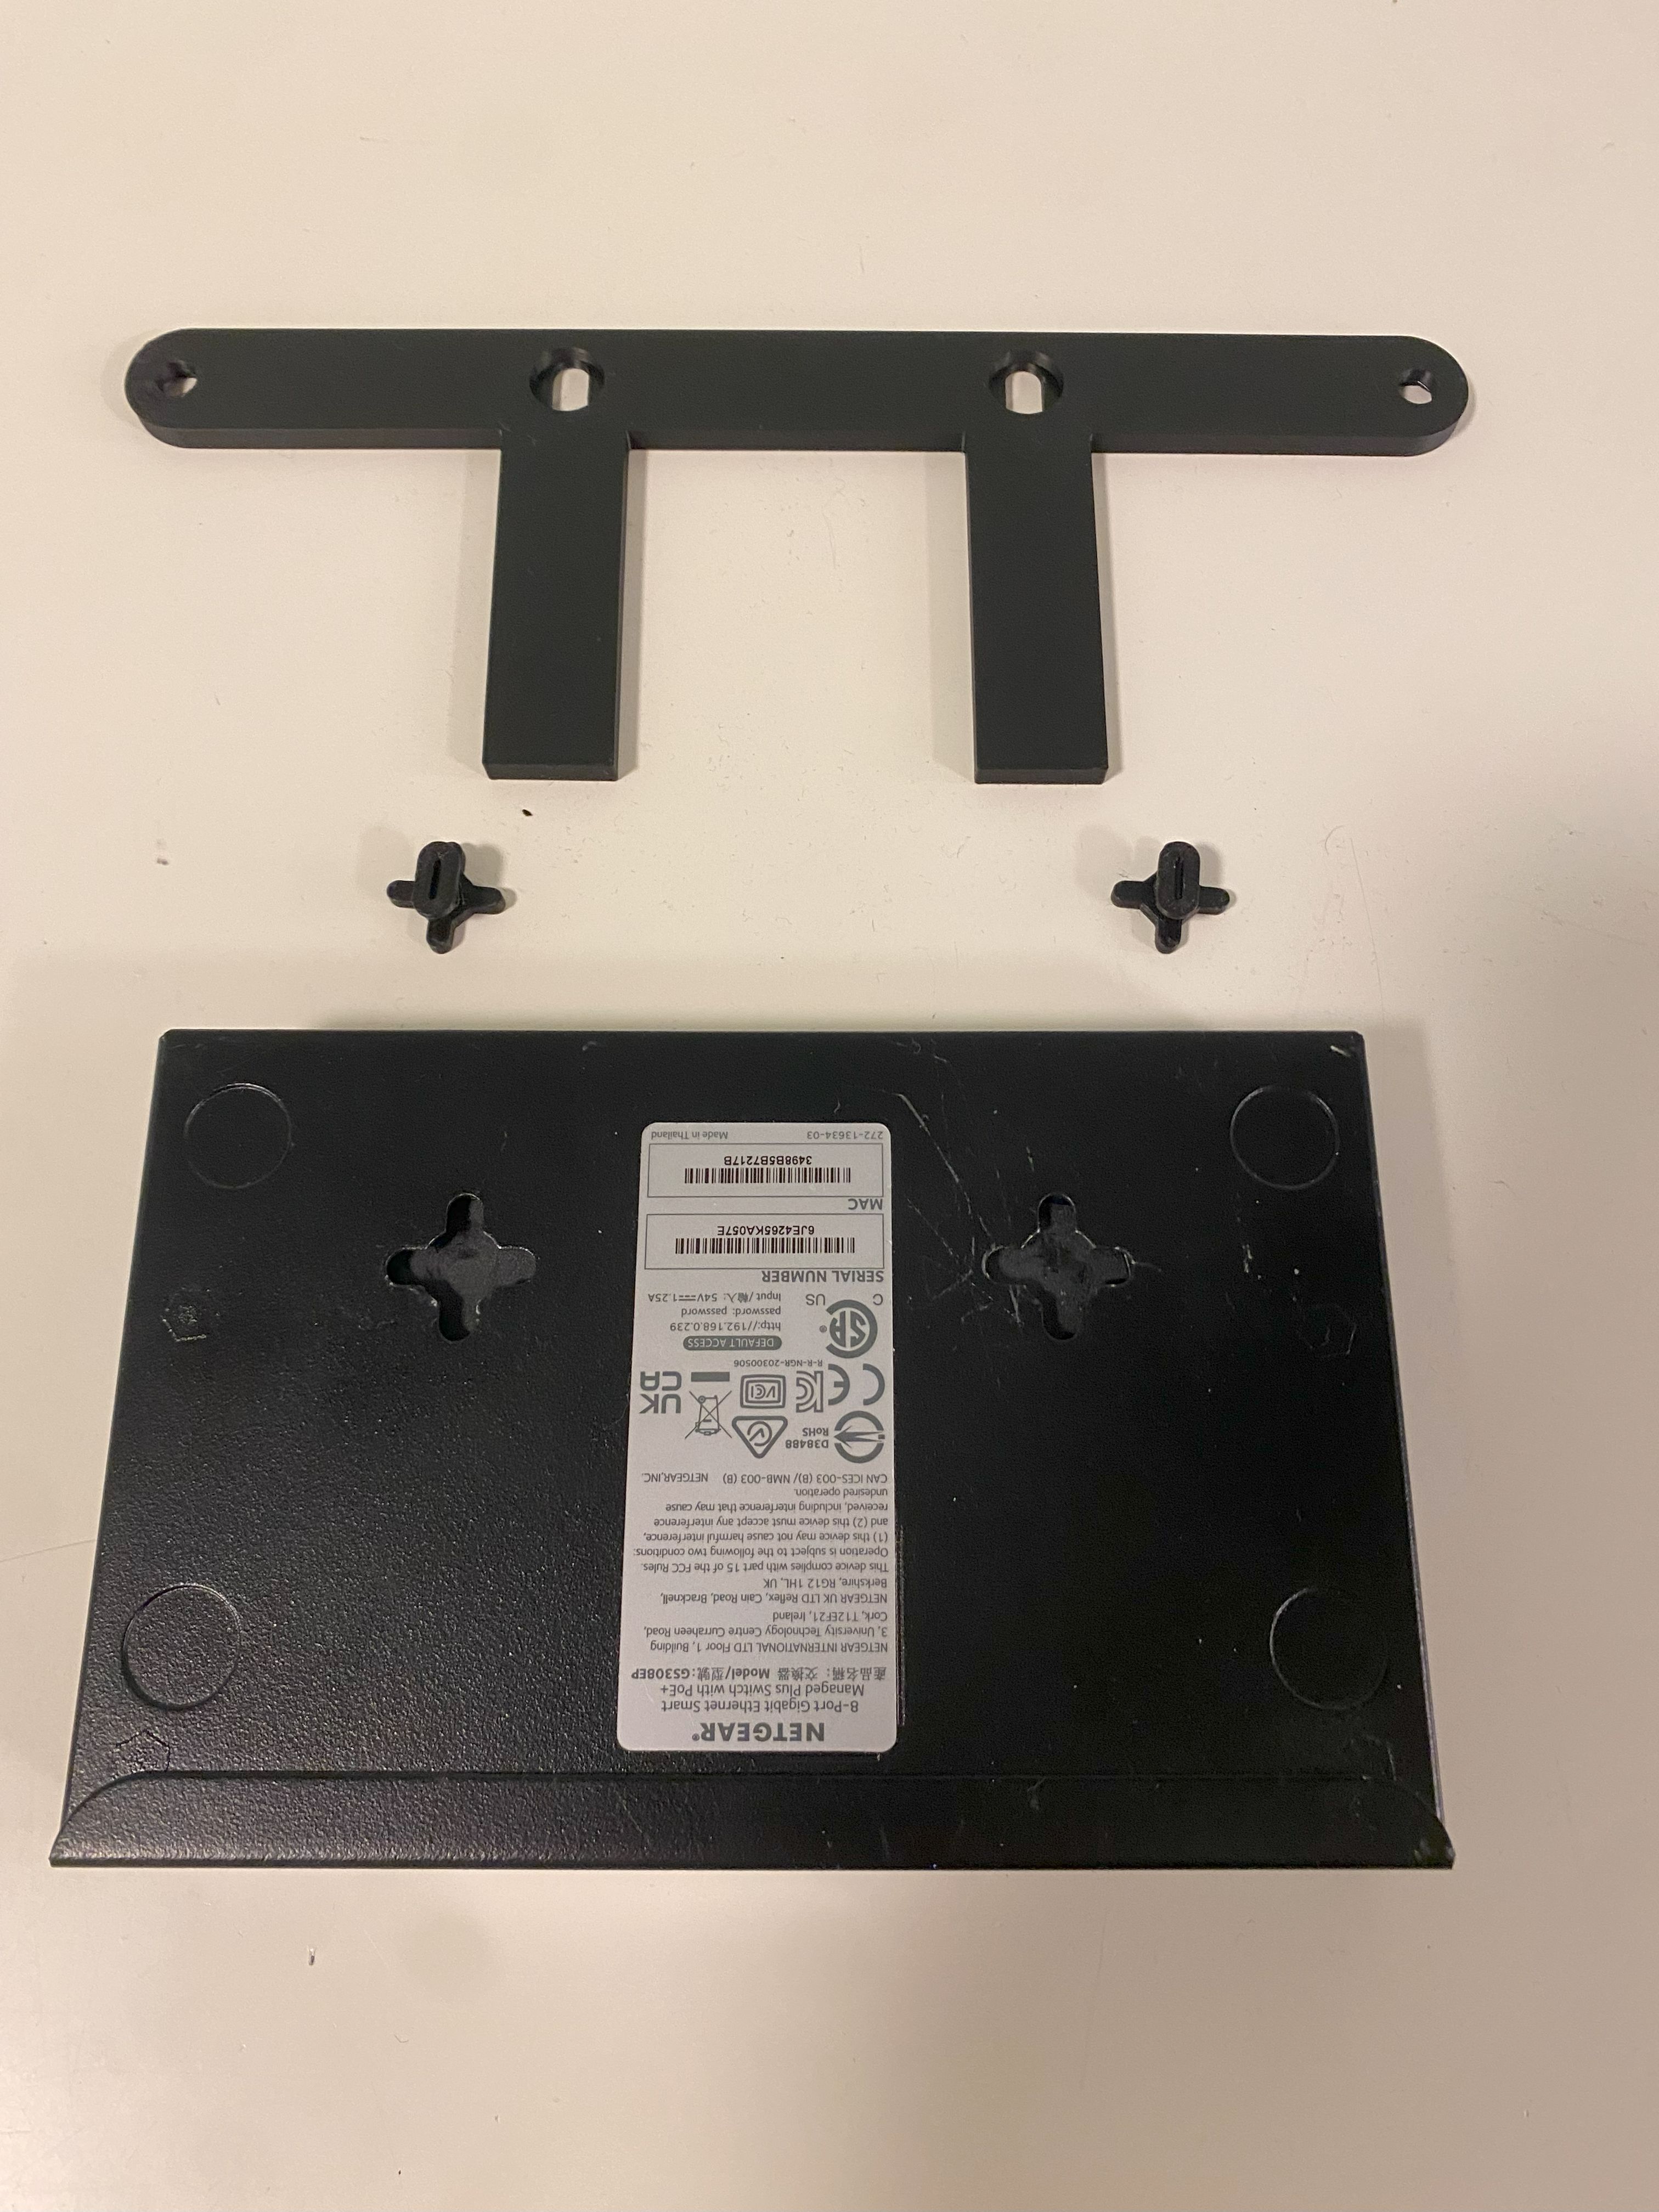 NETGEAR®
8-Port Gigabit Ethernet Smart
Managed Plus Switch with PoE+
產品名稱: 交換器 Model/型號:GS308EP
NETGEAR INTERNATIONAL LTD Floor 1, Building
3, University Technology Centre Curraheen Road,
Cork, T12EF21, Ireland
NETGEAR UK LTD Reflex, Cain Road, Bracknell,
Berkshire, RG12 1HL, UK
This device complies with part 15 of the FCC Rules.
Operation is subject to the following two conditions:
(1) this device may not cause harmful interference,
and (2) this device must accept any interference
received, including interference that may cause
undesired operation.
CAN ICES-003 (B)/ NMB-003 (B) NETGEAR,INC.
D38488
RoHS
UK
CA
CE
VCI
R-R-NGR-20300506
SA
C US
DEFAULT ACCESS
http://192.168.0.239
password: password
Input/輸入: 54V⎓1.25A
SERIAL NUMBER
6JE4265KA057E
MAC
3498B5B7217B
272-13634-03 Made in Thailand